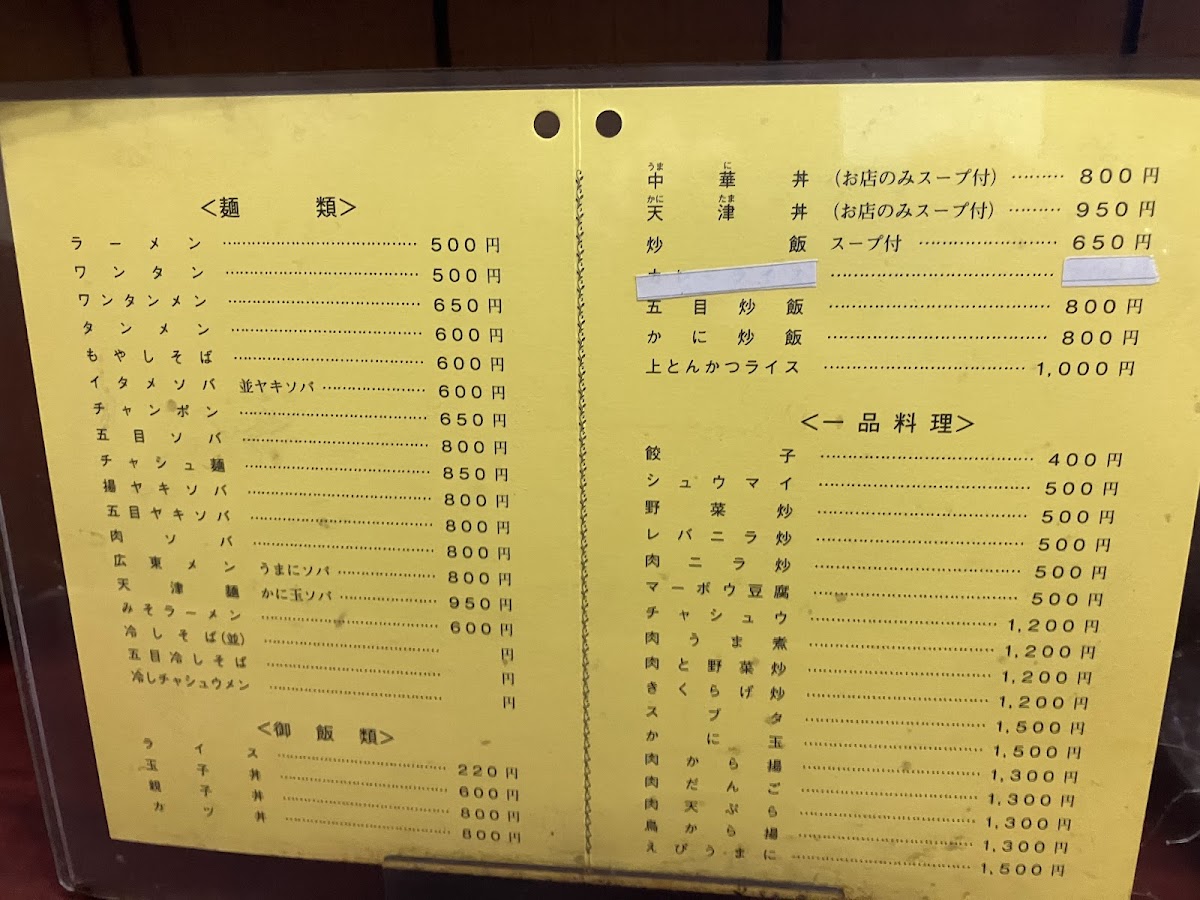 <麺 類>
ラーメン ……… 500円
ワンタン ……… 500円
ワンタンメン ……… 650円
タンメン ……… 600円
もやしそば ……… 600円
イタメソバ 並ヤキソバ ……… 600円
チャンポン ……… 650円
五目ソバ ……… 800円
チャシュ麺 ……… 850円
揚ヤキソバ ……… 800円
五目ヤキソバ ……… 800円
肉ソバ ……… 800円
広東メン うまにソバ ……… 800円
天津麺 かに玉ソバ ……… 950円
みそラーメン ……… 600円
冷しそば(並) ……… 円
五目冷しそば ……… 円
冷しチャシュウメン ……… 円
<御飯類>
ライス ……… 220円
玉子丼 ……… 600円
親子丼 ……… 800円
カツ丼 ……… 800円
うま に
中華丼 (お店のみスープ付) ……… 800円
かに たま
天津丼 (お店のみスープ付) ……… 950円
炒飯 スープ付 ……… 650円
五目炒飯 ……… 800円
かに炒飯 ……… 800円
上とんかつライス ……… 1,000円
<一品料理>
餃子 ……… 400円
シュウマイ ……… 500円
野菜炒 ……… 500円
レバニラ炒 ……… 500円
肉ニラ炒 ……… 500円
マーボウ豆腐 ……… 500円
チャシュウ ……… 1,200円
肉うま煮 ……… 1,200円
肉と野菜炒 ……… 1,200円
きくらげ炒 ……… 1,200円
スブタ ……… 1,500円
かに玉 ……… 1,500円
肉から揚 ……… 1,300円
肉だんご ……… 1,300円
肉天ぷら ……… 1,300円
鳥から揚 ……… 1,300円
えびうまに ……… 1,500円